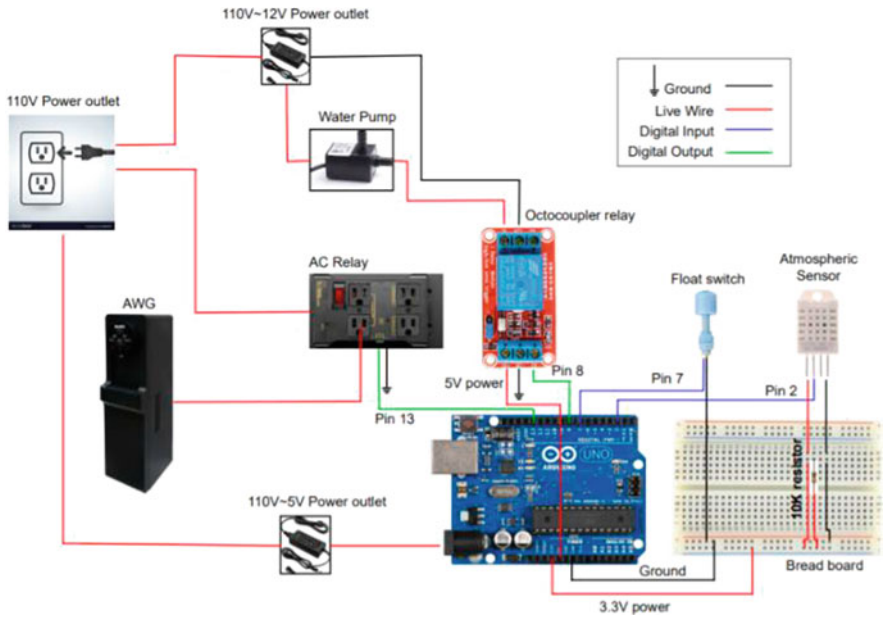 110V~12V Power outlet
110V Power outlet
Water Pump
Ground
Live Wire
Digital Input
Digital Output
Octocoupler relay
AC Relay
Atmospheric
Sensor
Float switch
AWG
Pin 8
5V power
Pin 7
Pin 2
Pin 13
UNO
ARDUINO
10K resistor
110V~5V Power outlet
Ground
Bread board
3.3V power